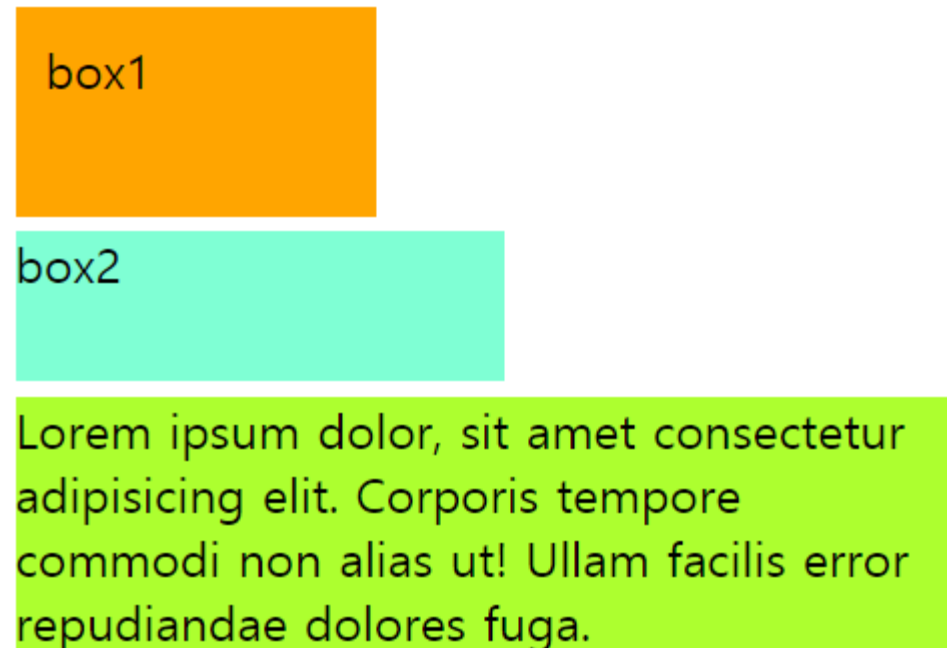 box1
box2
Lorem ipsum dolor, sit amet consectetur
adipisicing elit. Corporis tempore
commodi non alias ut! Ullam facilis error
repudiandae dolores fuga.